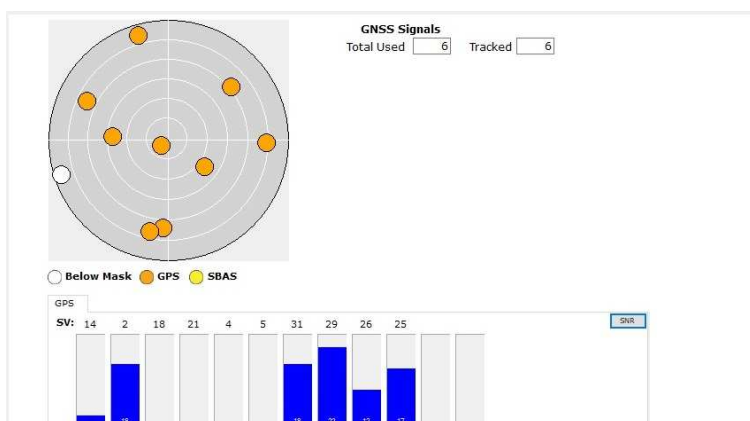 GNSS Signals
Total Used 6 Tracked 6
Below Mask GPS SBAS
GPS
SV: 14 2 18 21 4 5 31 29 26 25
SNR